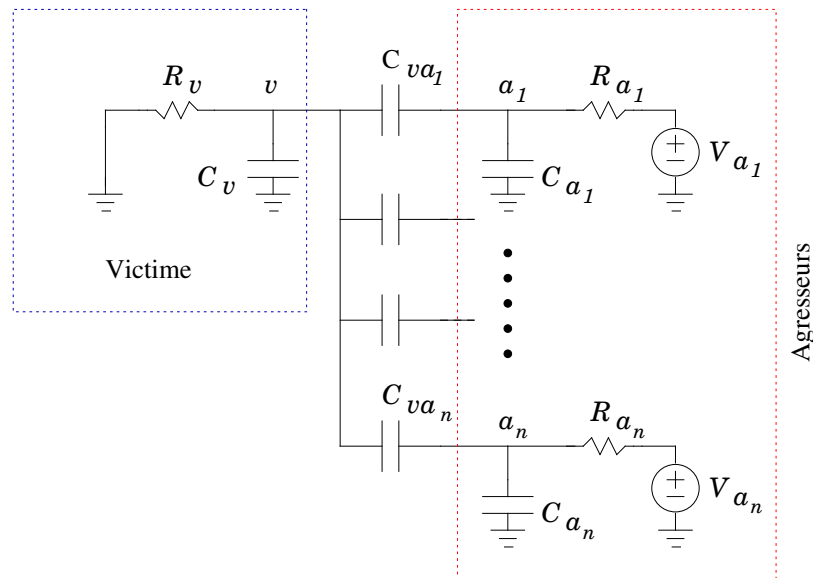 R v
v
C v
Victime
C va1
a1
R a1
V a1
C a1
C van
an
R an
V an
C an
Agresseurs